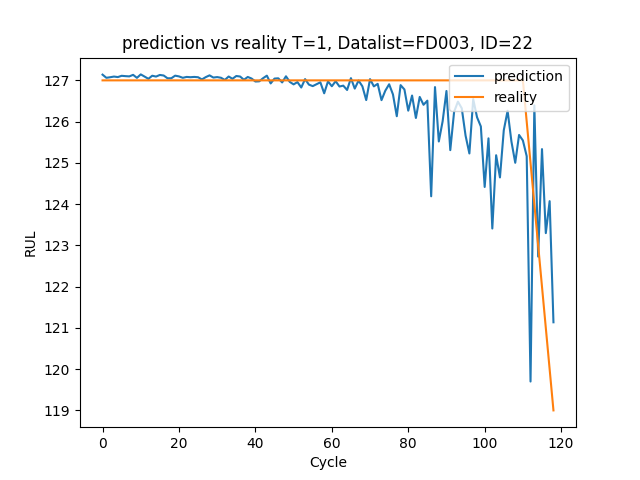 prediction vs reality T=1, Datalist=FD003, ID=22
prediction
reality
127
126
125
124
123
122
121
120
119
RUL
0 20 40 60 80 100 120
Cycle